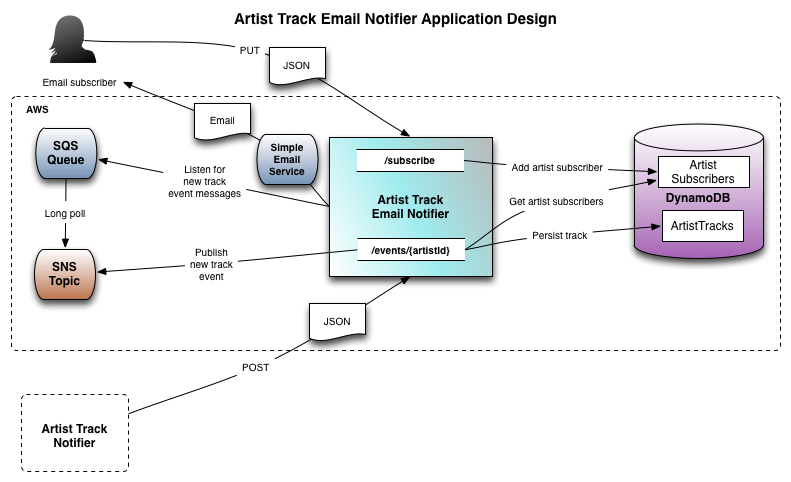 Artist Track Email Notifier Application Design
PUT
JSON
Email subscriber
AWS
Email
SQS
Queue
Simple
Email
Service
/subscribe
Add artist subscriber
Artist
Subscribers
Listen for
new track
event messages
Artist Track
Email Notifier
Get artist subscribers
DynamoDB
Long poll
ArtistTracks
Persist track
/events/{artistId}
Publish
new track
event
SNS
Topic
JSON
POST
Artist Track
Notifier